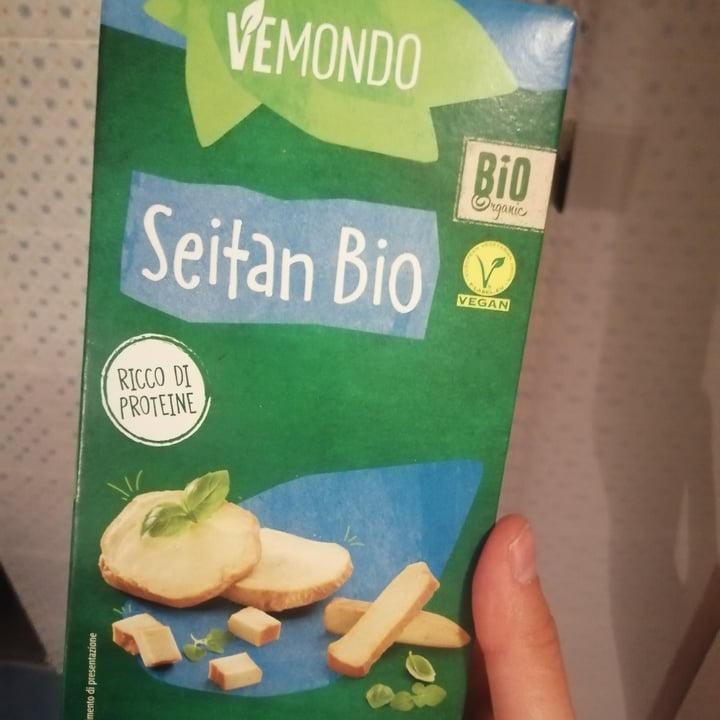 VEMONDO
BiO
Organic
Seitan Bio
VEGAN
RICCO DI
PROTEINE
mento di presentazione